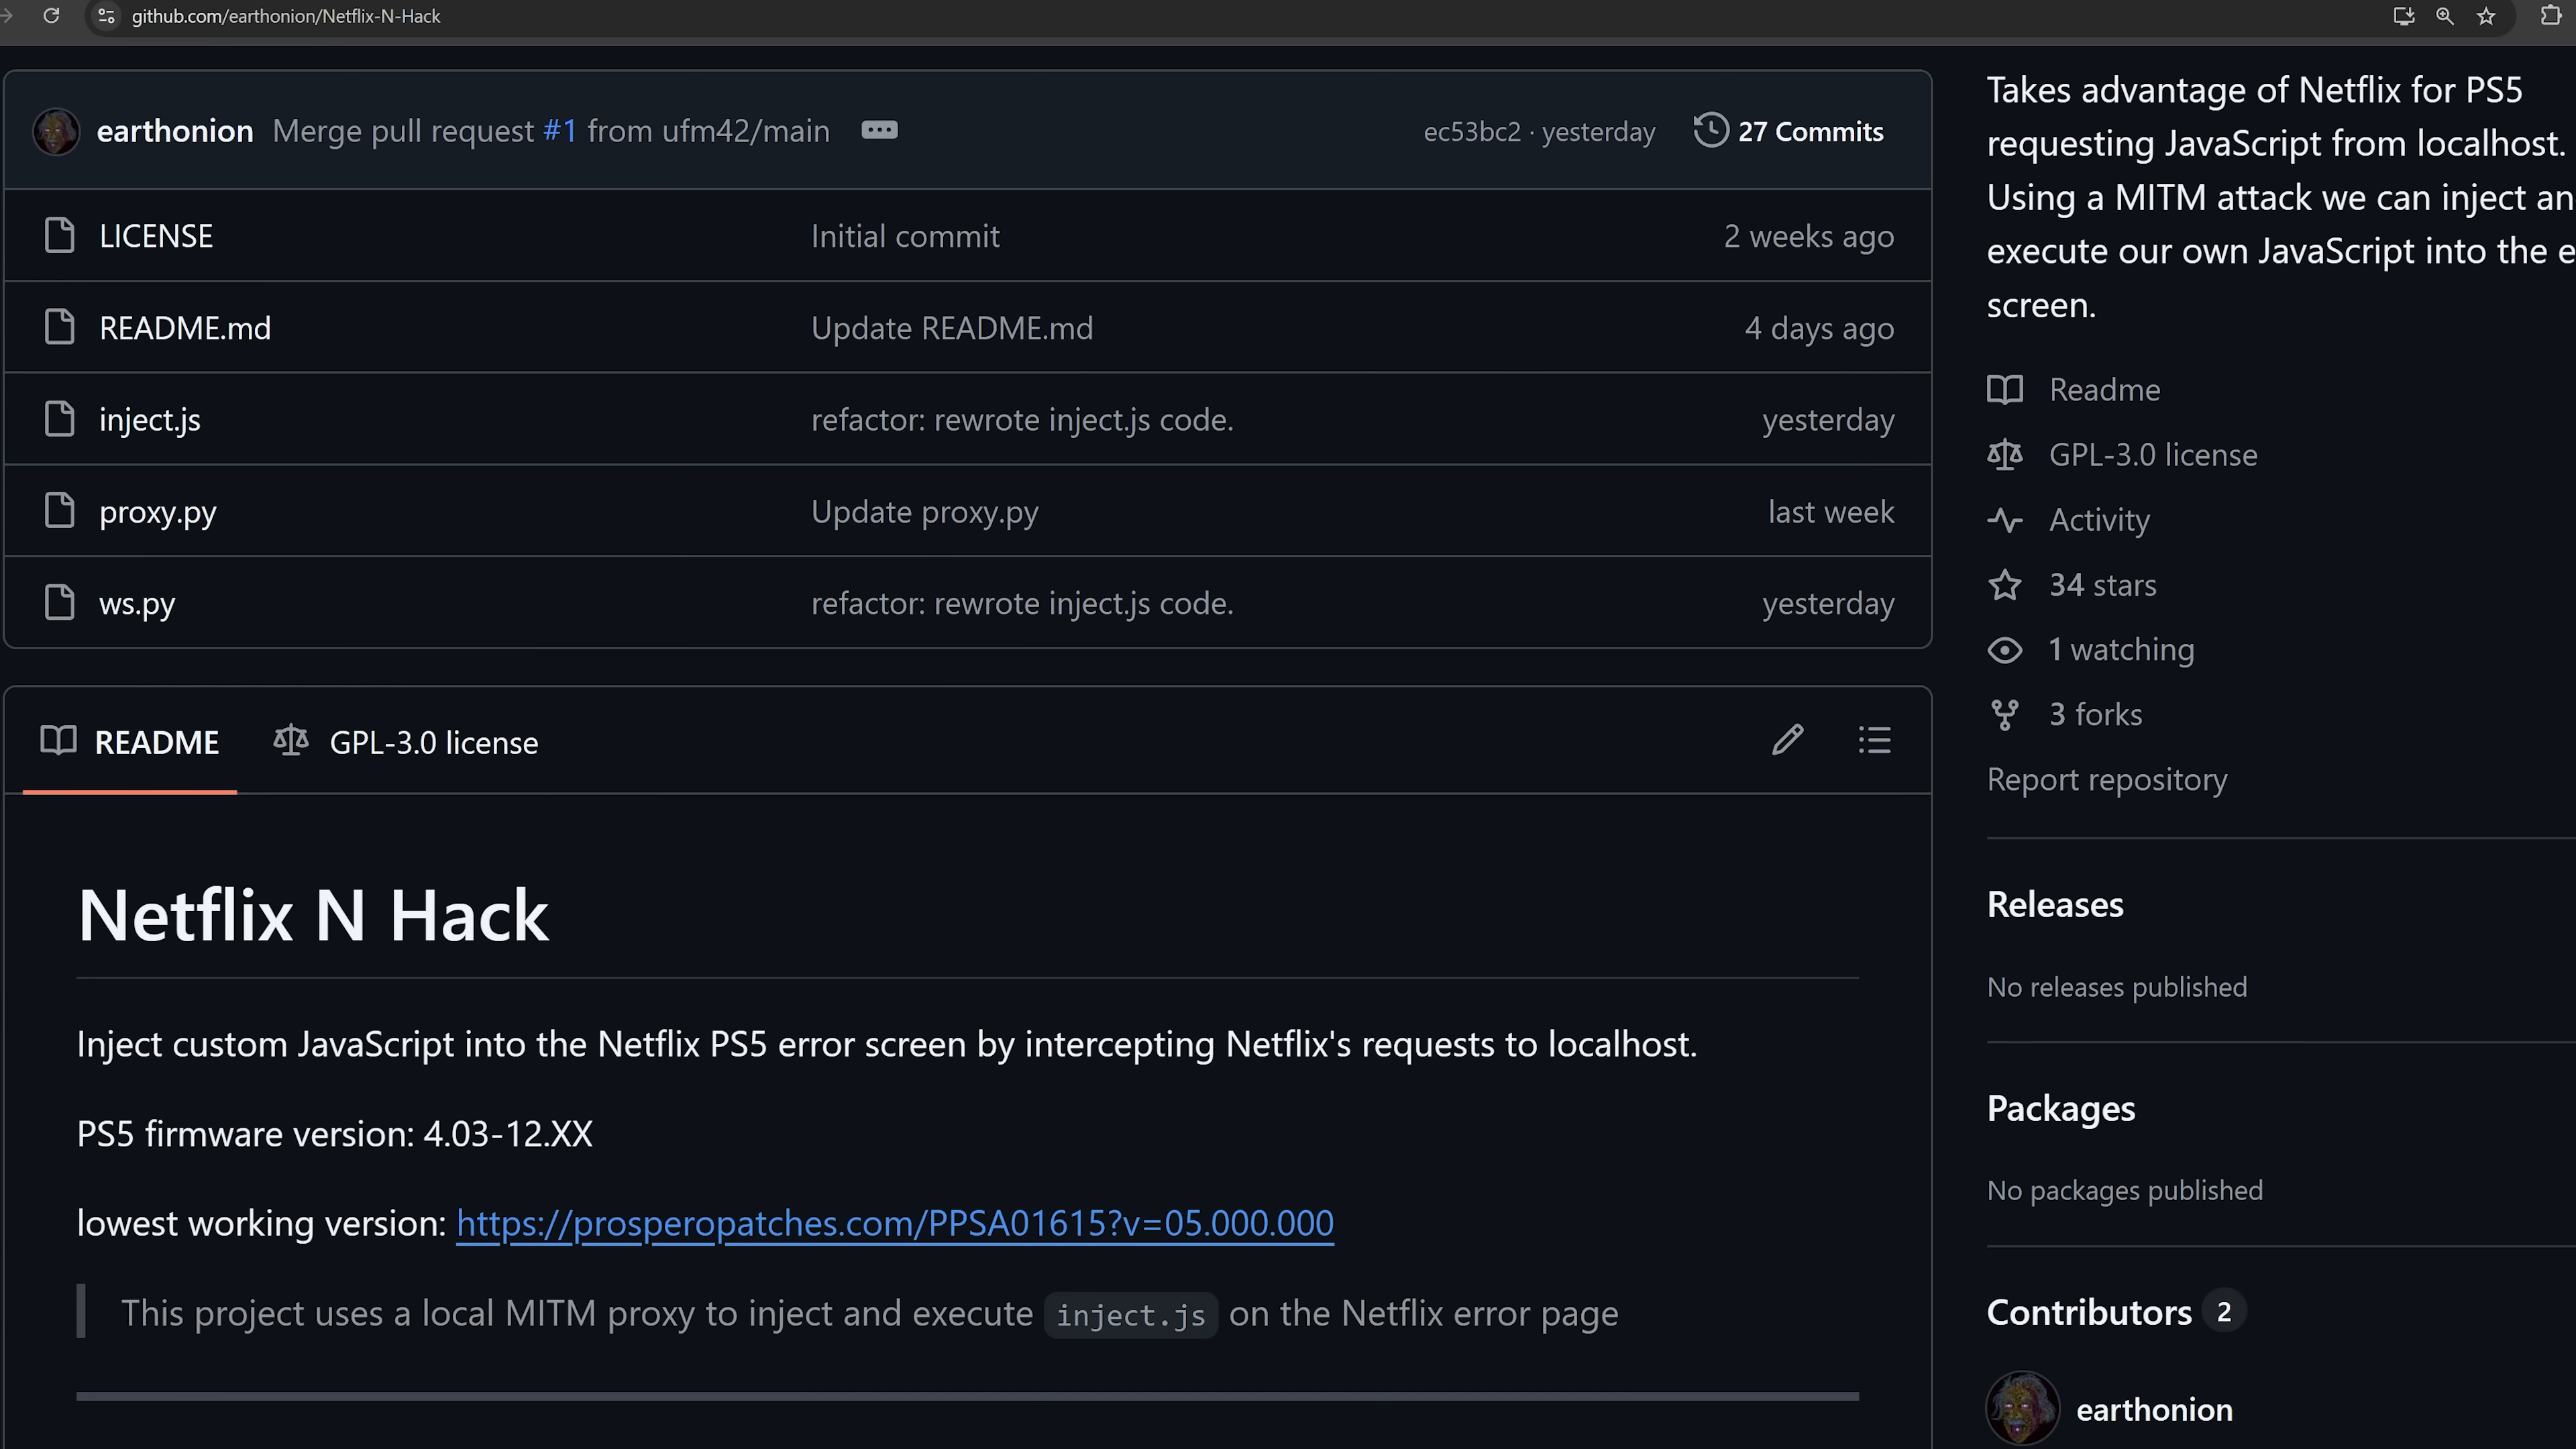 github.com/earthonion/Netflix-N-Hack
earthonion Merge pull request #1 from ufm42/main ec53bc2 · yesterday 27 Commits
LICENSE Initial commit 2 weeks ago
README.md Update README.md 4 days ago
inject.js refactor: rewrote inject.js code. yesterday
proxy.py Update proxy.py last week
ws.py refactor: rewrote inject.js code. yesterday
README GPL-3.0 license
Netflix N Hack
Inject custom JavaScript into the Netflix PS5 error screen by intercepting Netflix's requests to localhost.
PS5 firmware version: 4.03-12.XX
lowest working version: https://prosperopatches.com/PPSA01615?v=05.000.000
This project uses a local MITM proxy to inject and execute inject.js on the Netflix error page
Takes advantage of Netflix for PS5
requesting JavaScript from localhost.
Using a MITM attack we can inject an
execute our own JavaScript into the e
screen.
Readme
GPL-3.0 license
Activity
34 stars
1 watching
3 forks
Report repository
Releases
No releases published
Packages
No packages published
Contributors 2
earthonion